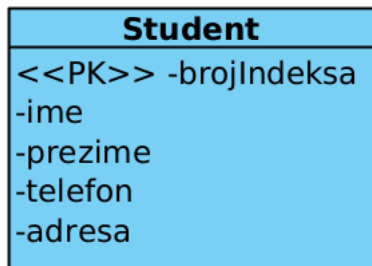 Student
<<PK>> -brojIndeksa
-ime
-prezime
-telefon
-adresa